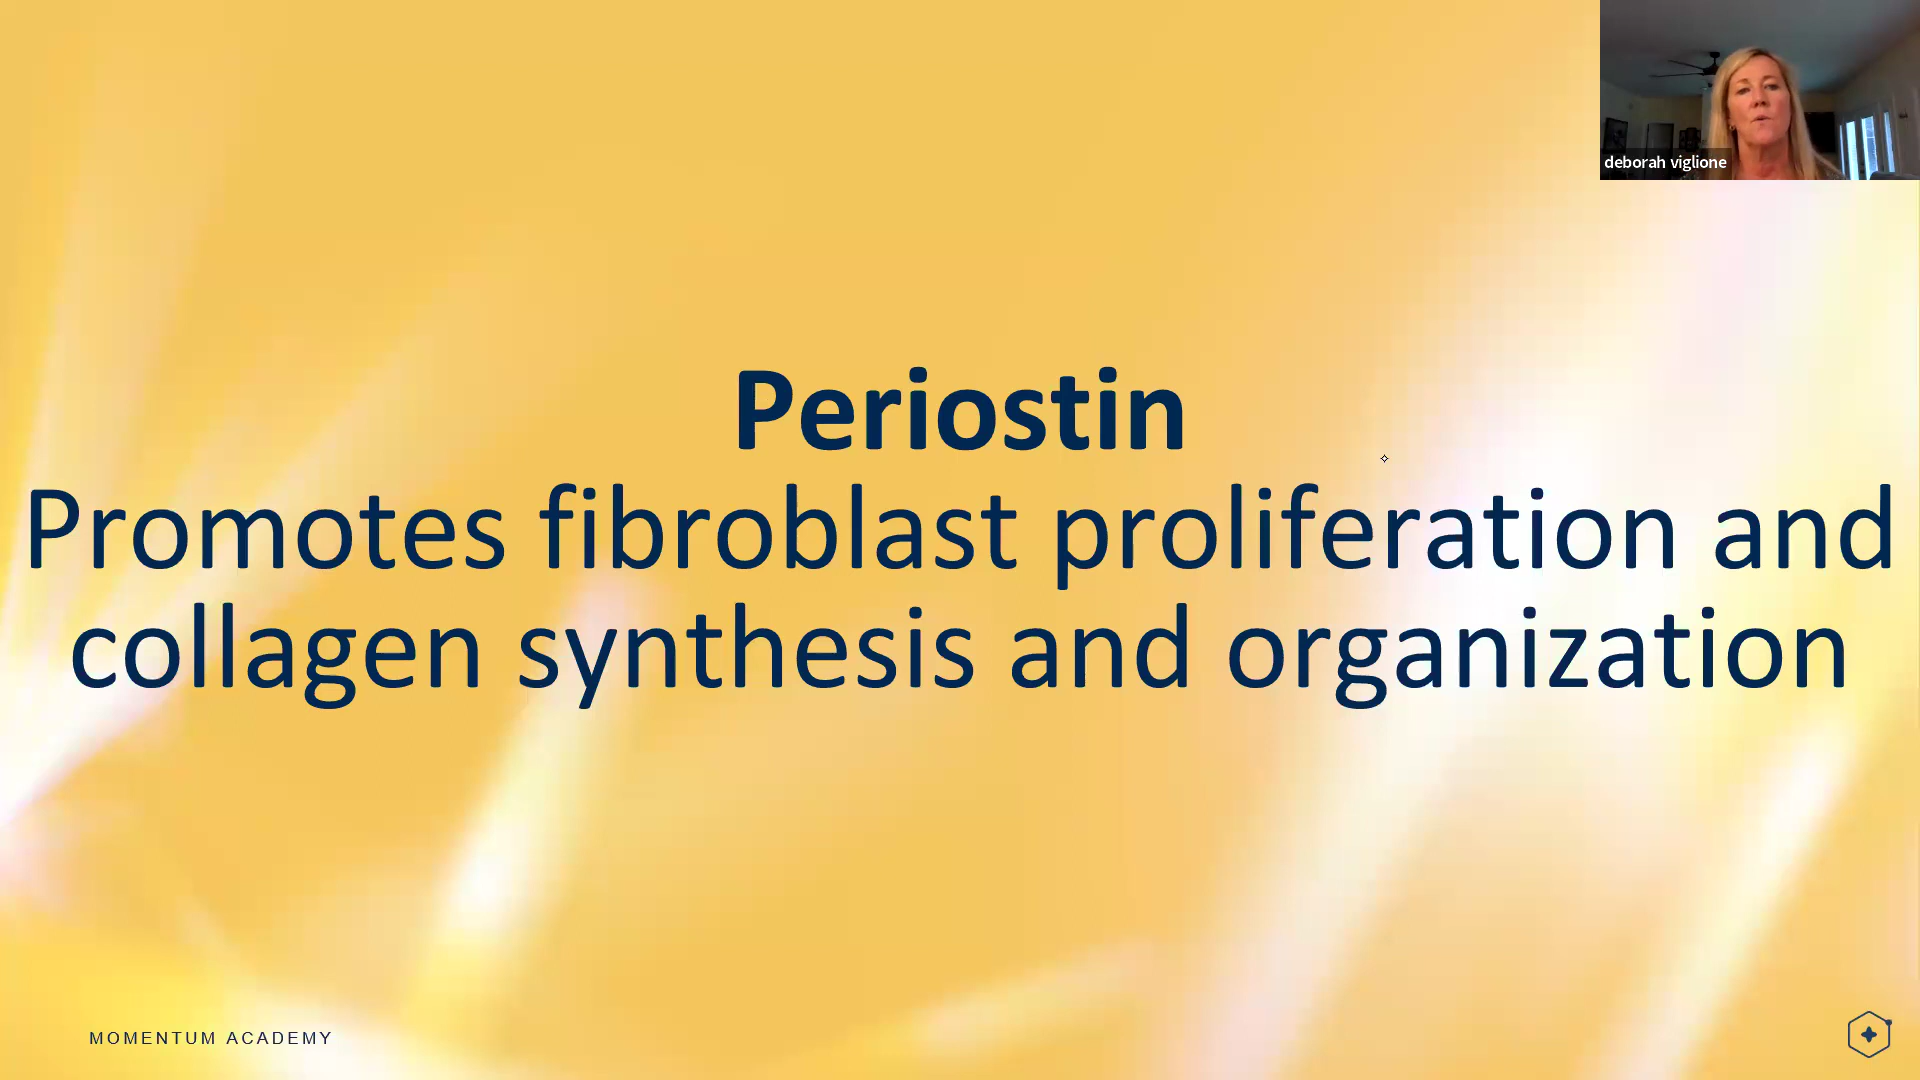 deborah viglione
Periostin
Promotes fibroblast proliferation and
collagen synthesis and organization
MOMENTUM ACADEMY